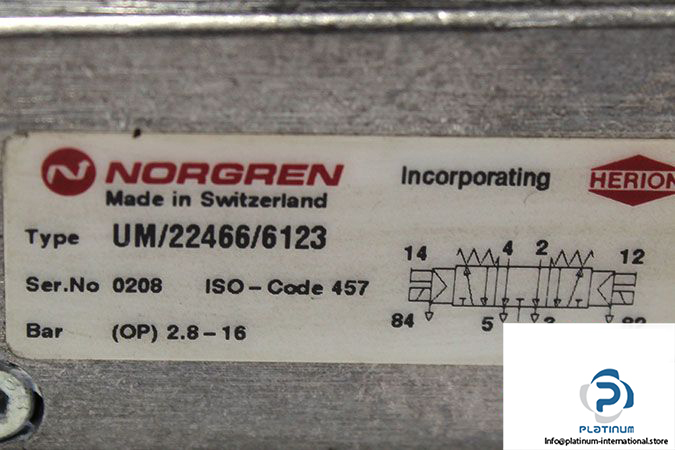 NORGREN
Made in Switzerland
Incorporating
HERION
Type UM/22466/6123
Ser.No 0208 ISO-Code 457
Bar (OP) 2.8-16
14 4 2 12
84 5
PLATINUM
Info@platinum-international.store